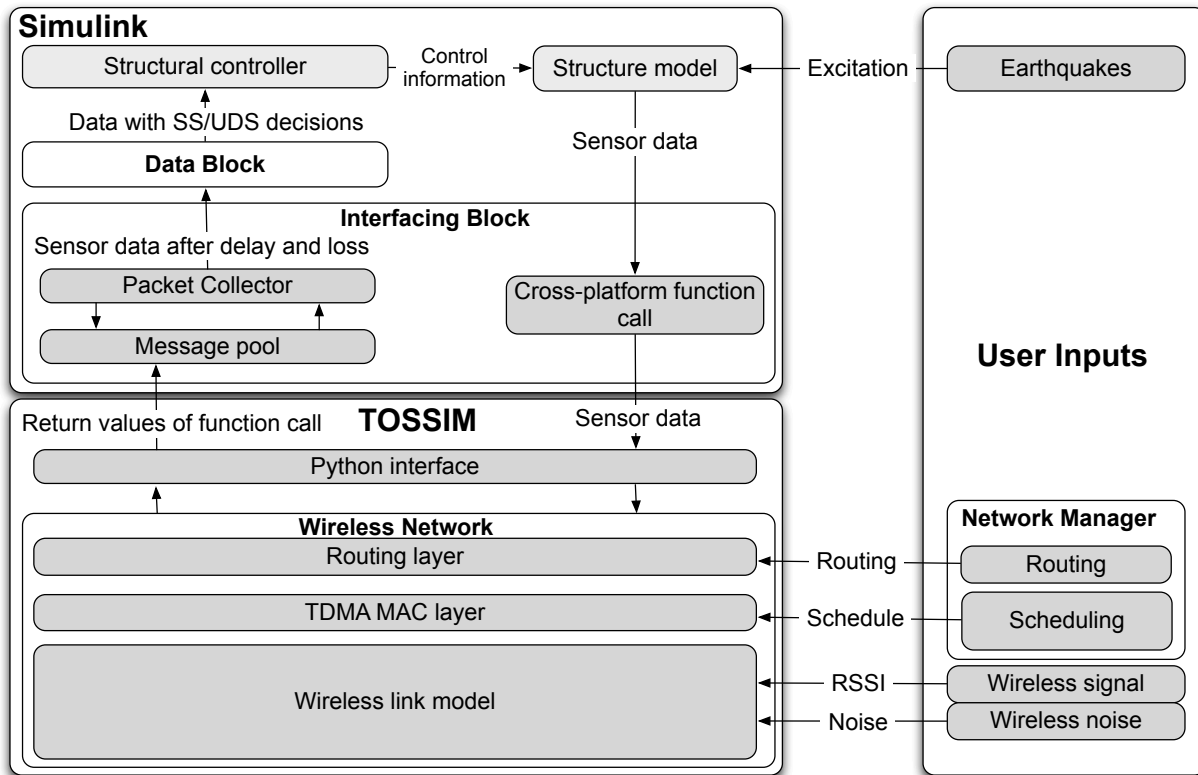 Simulink
Structural controller
Control
information
Structure model
Excitation
Earthquakes
Data with SS/UDS decisions
Sensor data
Data Block
Interfacing Block
Sensor data after delay and loss
Packet Collector
Cross-platform function
call
Message pool
User Inputs
TOSSIM
Return values of function call
Sensor data
Python interface
Wireless Network
Network Manager
Routing layer
Routing
Routing
TDMA MAC layer
Schedule
Scheduling
Wireless link model
RSSI
Wireless signal
Noise
Wireless noise